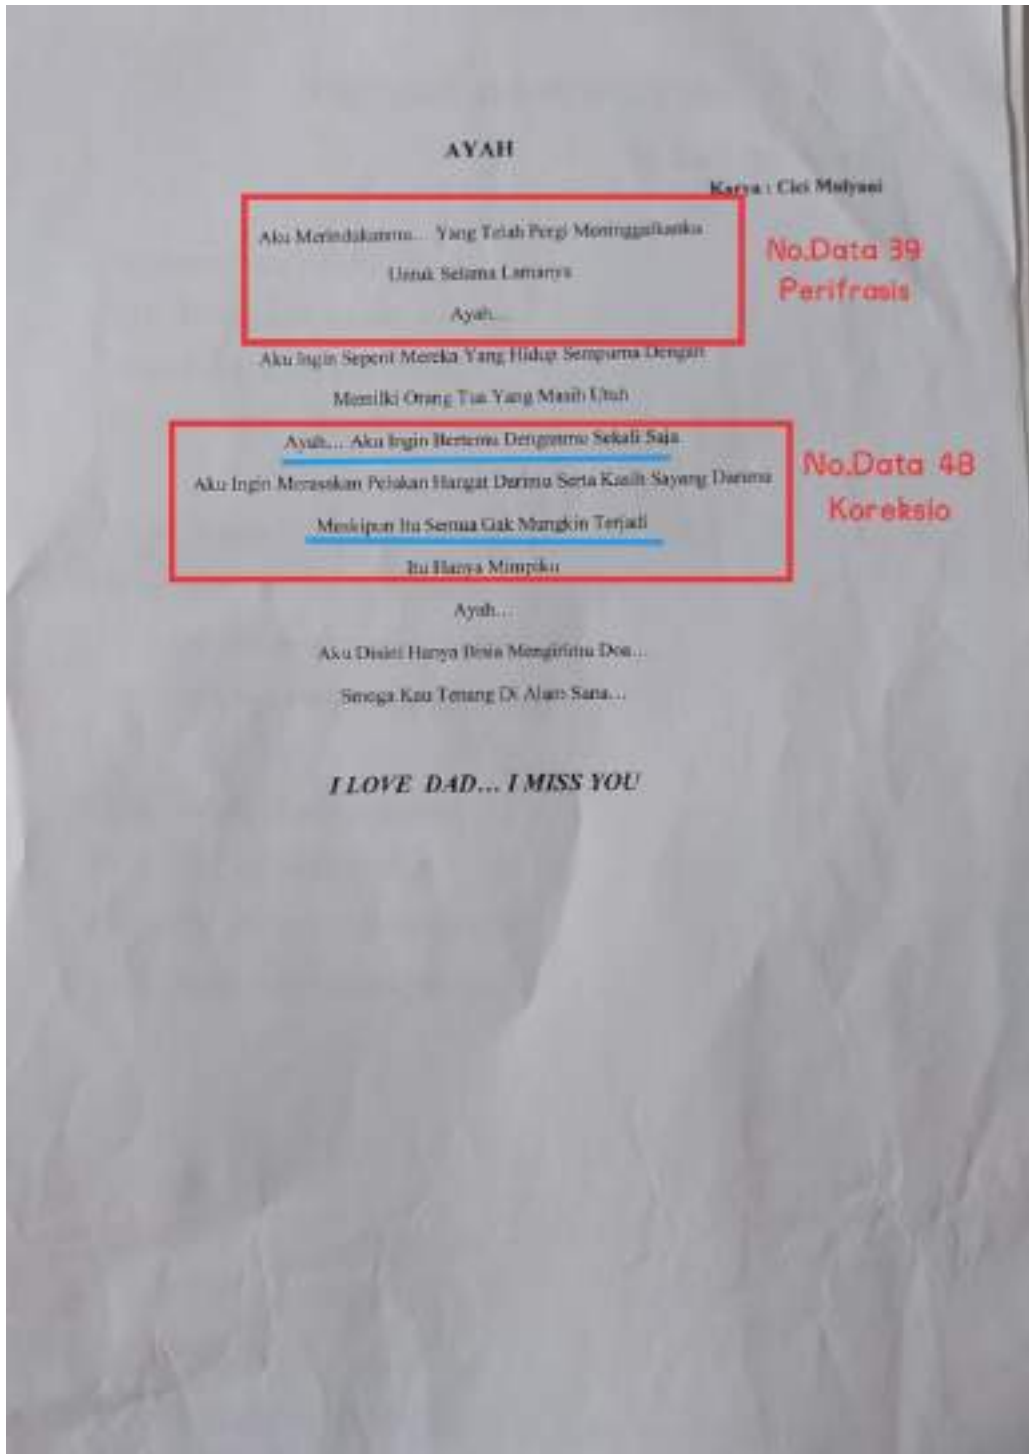 AYAH
Karya : Cici Mulyani
Aku Merindukanmu... Yang Telah Pergi Meninggalkanku
Untuk Selama Lamanya
Ayah...
Aku Ingin Seperti Mereka Yang Hidup Sempurna Dengan
Memilki Orang Tua Yang Masih Utuh
Ayah... Aku Ingin Bertemu Denganmu Sekali Saja
Aku Ingin Merasakan Pelukan Hangat Darimu Serta Kasih Sayang Darimu
Meskipun Itu Semua Gak Mungkin Terjadi
Itu Hanya Mimpiku
Ayah...
Aku Disini Hanya Bisa Mengirimu Doa...
Smoga Kau Tenang Di Alam Sana...
I LOVE DAD... I MISS YOU
No.Data 39
Perifrasis
No.Data 48
Koreksio